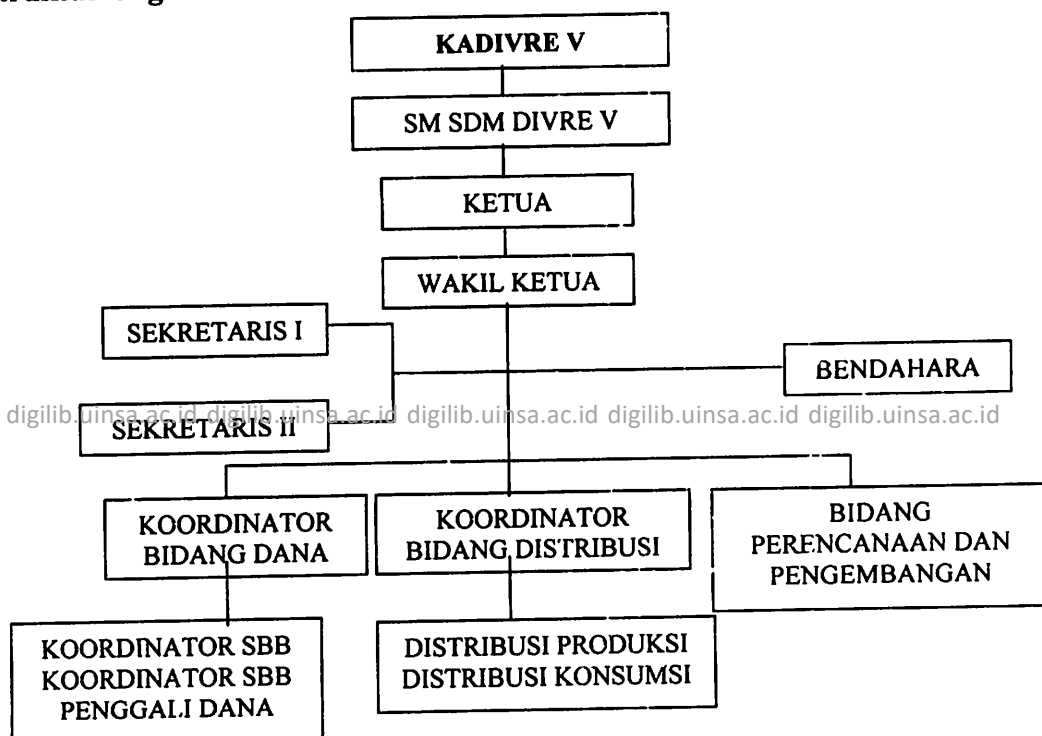 KADIVRE V
SM SDM DIVRE V
KETUA
WAKIL KETUA
SEKRETARIS I
BENDAHARA
digilib.uinsa.ac.id digilib.uinsa.ac.id digilib.uinsa.ac.id digilib.uinsa.ac.id digilib.uinsa.ac.id
SEKRETARIS II
KOORDINATOR
BIDANG DANA
KOORDINATOR
BIDANG DISTRIBUSI
BIDANG
PERENCANAAN DAN
PENGEMBANGAN
KOORDINATOR SBB
KOORDINATOR SBB
PENGGALI DANA
DISTRIBUSI PRODUKSI
DISTRIBUSI KONSUMSI